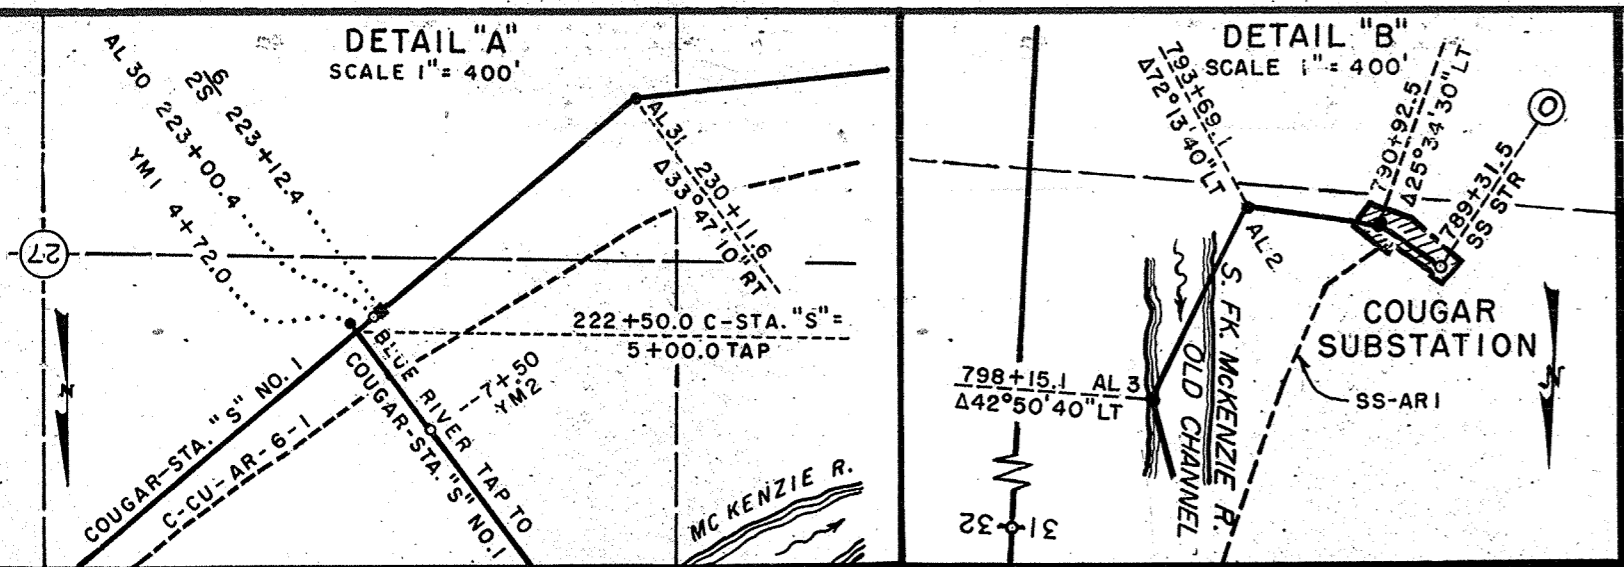 DETAIL "A"
SCALE 1" = 400'
6
2S 223+12.4
AL 30 223+00.4
YM1 4+72.0
27
AL31 230+11.6
Δ33°47'10"RT
222+50.0 C-STA. "S"=
5+00.0 TAP
7+50
YM2
BLUE RIVER TAP TO
COUGAR-STA. "S" NO.1
COUGAR-STA. "S" NO. 1
C-CU-AR-6-1
MC KENZIE R.
N
DETAIL "B"
SCALE 1" = 400'
793+69.1
Δ72°13'40"LT
790+92.5
Δ25°34'30"LT
789+31.5
SS STR
0
AL2
COUGAR
SUBSTATION
798+15.1 AL 3
Δ42°50'40"LT
S. FK. McKENZIE R.
OLD CHANNEL
SS-AR1
32 31
N